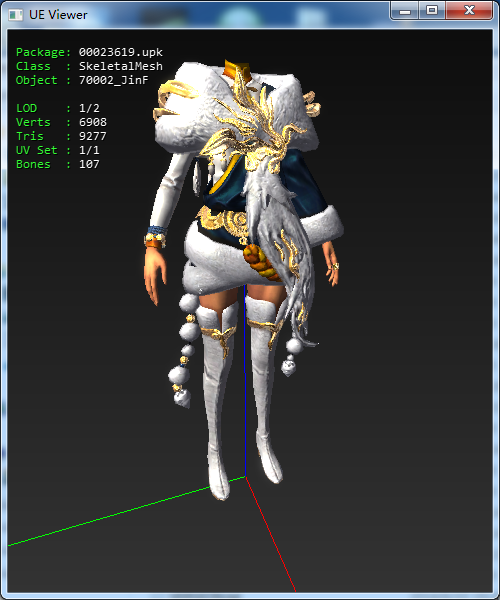 UE Viewer
Package: 00023619.upk
Class : SkeletalMesh
Object : 70002_JinF
LOD : 1/2
Verts : 6908
Tris : 9277
UV Set : 1/1
Bones : 107